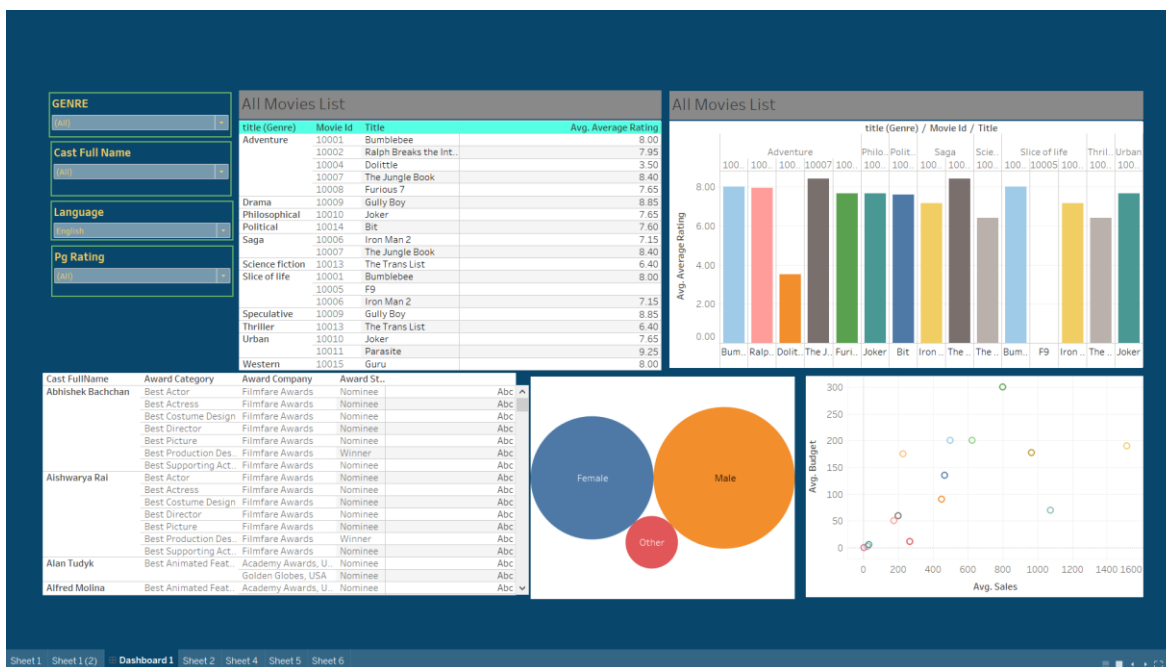 GENRE
(All)
Cast Full Name
(All)
Language
English
Pg Rating
(All)
All Movies List
title (Genre) Movie Id Title Avg. Average Rating
Adventure 10001 Bumblebee 8.00
10002 Ralph Breaks the Int.. 7.95
10004 Dolittle 3.50
10007 The Jungle Book 8.40
10008 Furious 7 7.65
Drama 10009 Gully Boy 8.85
Philosophical 10010 Joker 7.65
Political 10014 Bit 7.60
Saga 10006 Iron Man 2 7.15
10007 The Jungle Book 8.40
Science fiction 10013 The Trans List 6.40
Slice of life 10001 Bumblebee 8.00
10005 F9
10006 Iron Man 2 7.15
Speculative 10009 Gully Boy 8.85
Thriller 10013 The Trans List 6.40
Urban 10010 Joker 7.65
10011 Parasite 9.25
Western 10015 Guru 8.00
All Movies List
title (Genre) / Movie Id / Title
Adventure Philo.. Polit.. Saga Scie.. Slice of life Thril.. Urban
100.. 100.. 100.. 10007 100.. 100.. 100.. 100.. 100.. 100.. 100.. 10005 100.. 100.. 100..
Avg. Average Rating
8.00
6.00
4.00
2.00
0.00
Bum.. Ralp.. Dolit.. The J.. Furi.. Joker Bit Iron .. The .. The .. Bum.. F9 Iron .. The .. Joker
Cast FullName Award Category Award Company Award St..
Abhishek Bachchan Best Actor Filmfare Awards Nominee Abc
Best Actress Filmfare Awards Nominee Abc
Best Costume Design Filmfare Awards Nominee Abc
Best Director Filmfare Awards Nominee Abc
Best Picture Filmfare Awards Nominee Abc
Best Production Des.. Filmfare Awards Winner Abc
Best Supporting Act.. Filmfare Awards Nominee Abc
Aishwarya Rai Best Actor Filmfare Awards Nominee Abc
Best Actress Filmfare Awards Nominee Abc
Best Costume Design Filmfare Awards Nominee Abc
Best Director Filmfare Awards Nominee Abc
Best Picture Filmfare Awards Nominee Abc
Best Production Des.. Filmfare Awards Winner Abc
Best Supporting Act.. Filmfare Awards Nominee Abc
Alan Tudyk Best Animated Feat.. Academy Awards, U.. Nominee Abc
Golden Globes, USA Nominee Abc
Alfred Molina Best Animated Feat.. Academy Awards, U.. Nominee Abc
Female
Male
Other
Avg. Budget
300
250
200
150
100
50
0
0 200 400 600 800 1000 1200 1400 1600
Avg. Sales
Sheet 1 Sheet 1 (2) Dashboard 1 Sheet 2 Sheet 4 Sheet 5 Sheet 6